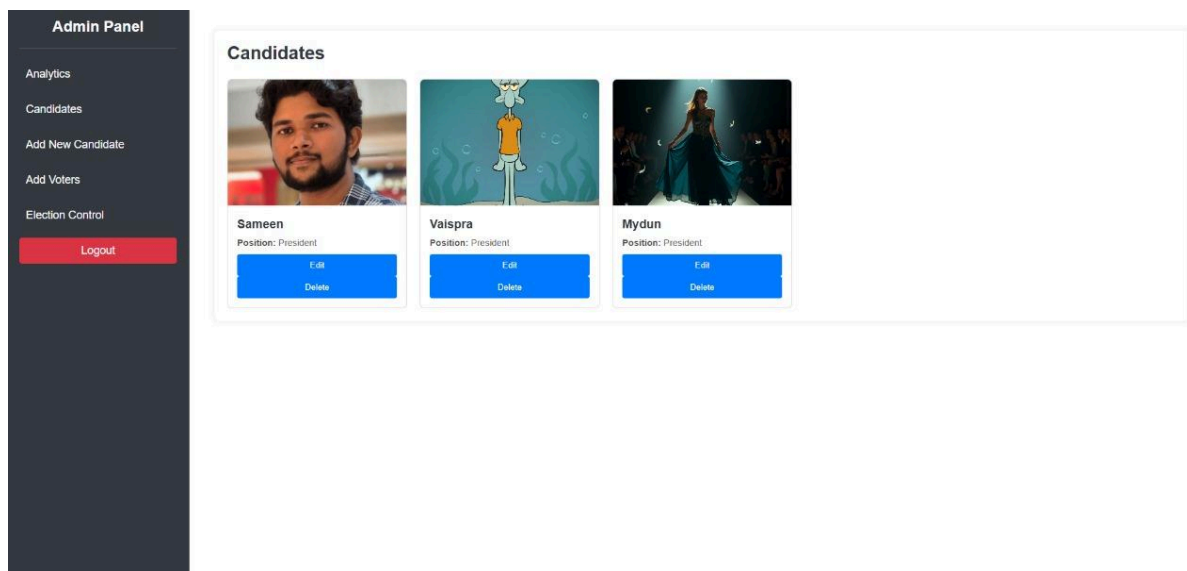 Admin Panel
Analytics
Candidates
Add New Candidate
Add Voters
Election Control
Logout
Candidates
Sameen
Position: President
Edit
Delete
Vaispra
Position: President
Edit
Delete
Mydun
Position: President
Edit
Delete